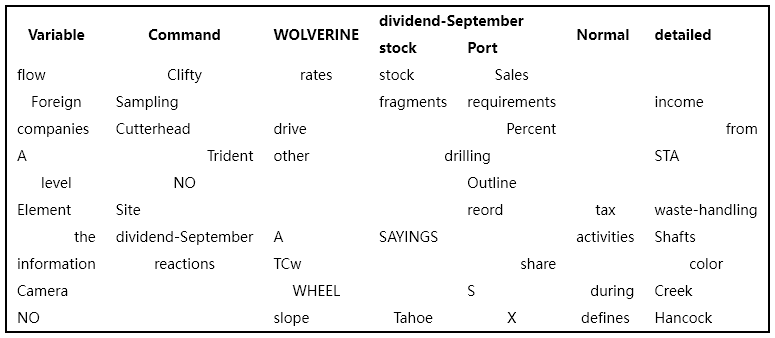 Variable Command WOLVERINE dividend-September Normal detailed
stock Port
flow Clifty rates stock Sales
Foreign Sampling fragments requirements income
companies Cutterhead drive Percent from
A Trident other drilling STA
level NO Outline
Element Site reord tax waste-handling
the dividend-September A SAYINGS activities Shafts
information reactions TCw share color
Camera WHEEL S during Creek
NO slope Tahoe X defines Hancock